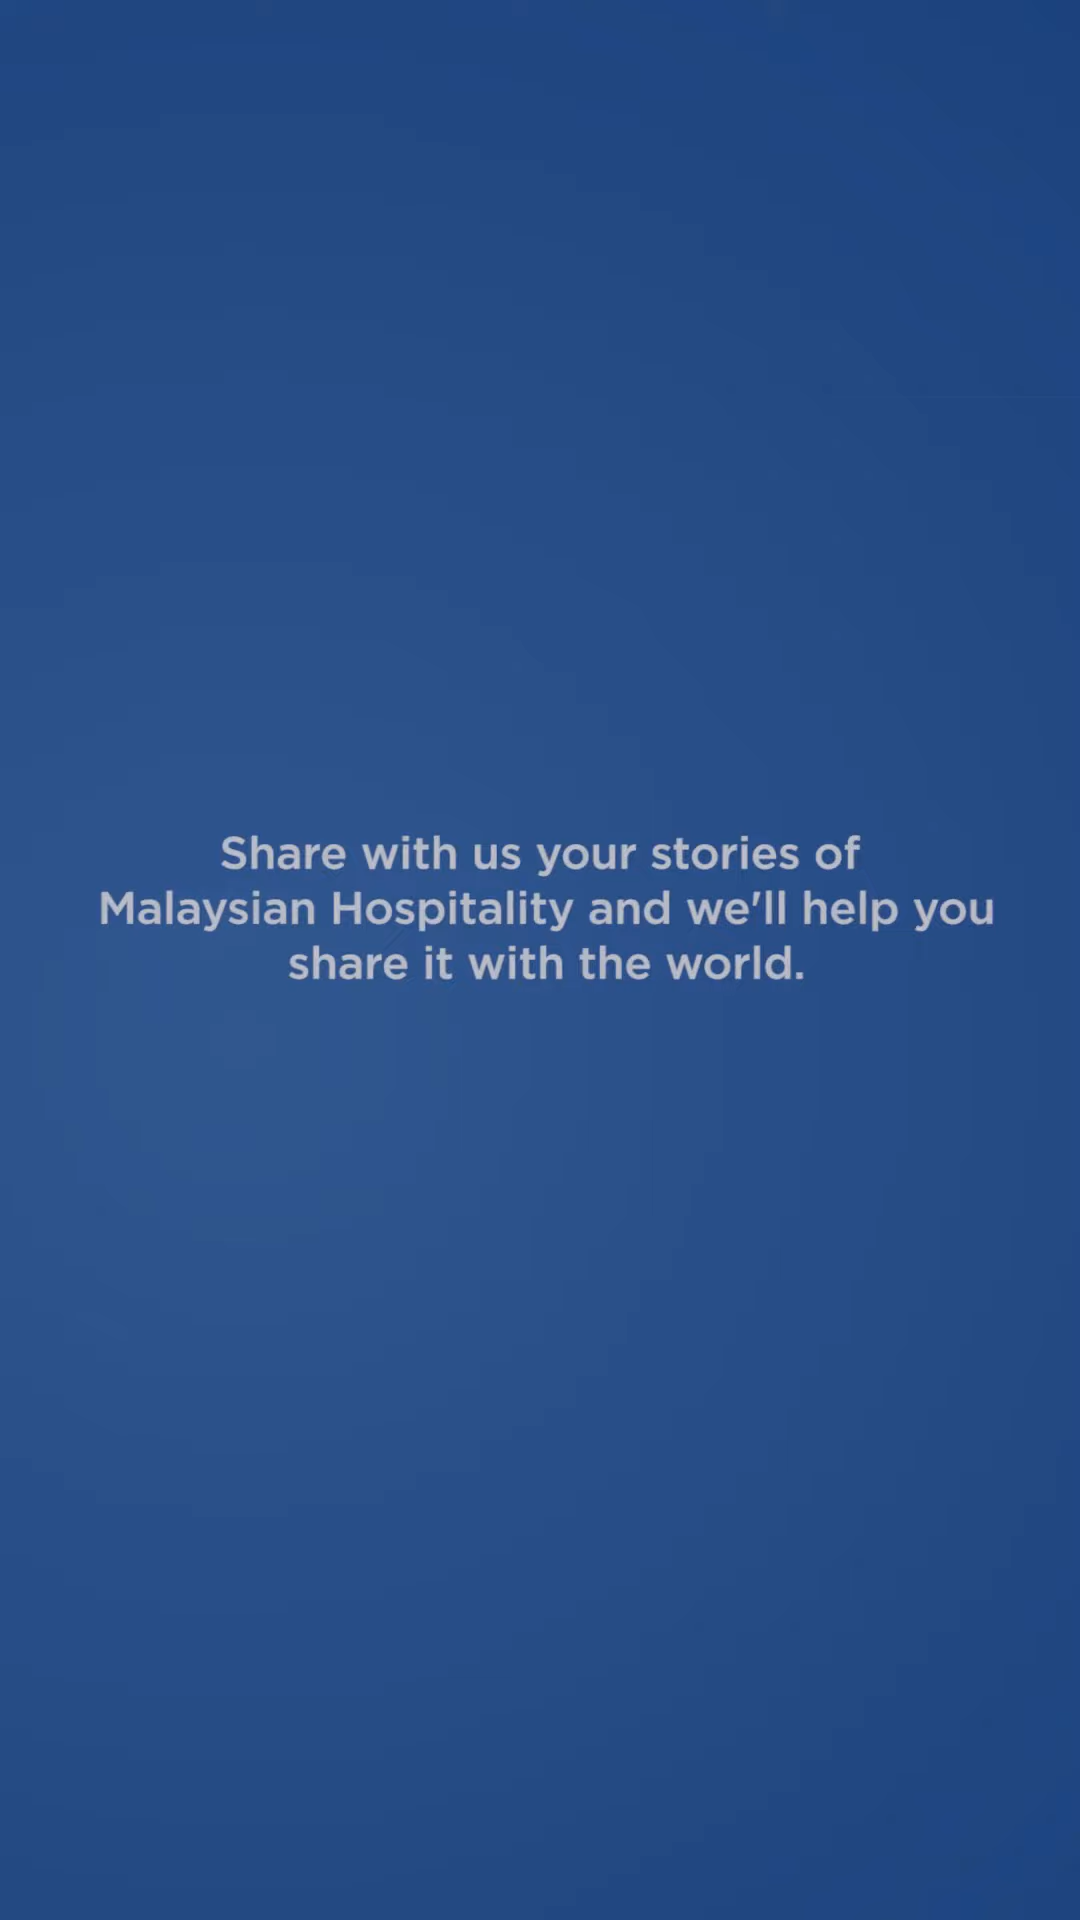 Share with us your stories of
Malaysian Hospitality and we'll help you
share it with the world.